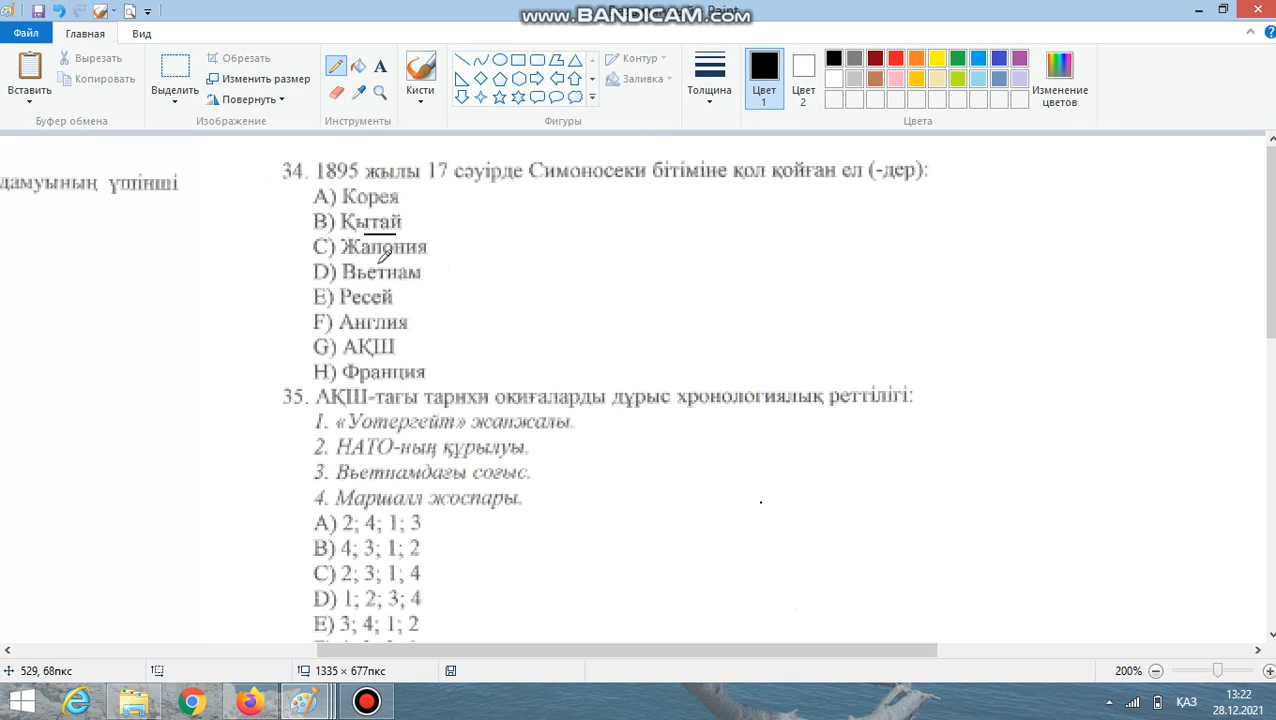 www.BANDICAM.com
Paint
Файл
Главная
Вид
Вставить
Вырезать
Копировать
Буфер обмена
Выделить
Обрезать
Изменить размер
Повернуть
Изображение
Инструменты
Кисти
Контур
Заливка
Фигуры
Толщина
Цвет 1
Цвет 2
Изменение цветов
Цвета
дамуының үшінші
34. 1895 жылы 17 сәуірде Симоносеки бітіміне қол қойған ел (-дер):
A) Корея
B) Қытай
C) Жапония
D) Вьетнам
E) Ресей
F) Англия
G) АҚШ
H) Франция
35. АҚШ-тағы тарихи оқиғаларды дұрыс хронологиялық реттілігі:
1. «Уотергейт» жанжалы.
2. НАТО-ның құрылуы.
3. Вьетнамдағы соғыс.
4. Маршалл жоспары.
A) 2; 4; 1; 3
B) 4; 3; 1; 2
C) 2; 3; 1; 4
D) 1; 2; 3; 4
E) 3; 4; 1; 2
529, 68пкс
1335 × 677пкс
200%
ҚАЗ
13:22
28.12.2021